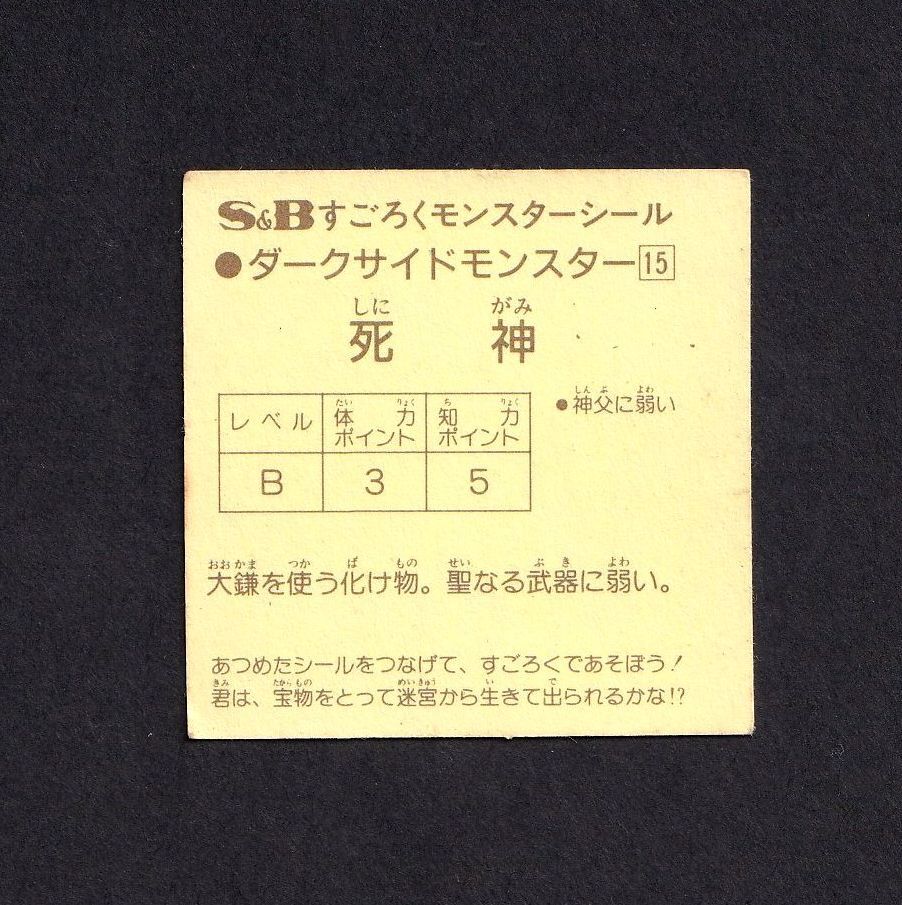 S&Bすごろくモンスターシール
●ダークサイドモンスター15
しに がみ
死 神
レベル 体力ポイント 知力ポイント
たい りょく ち りょく
B 3 5
しん ぷ よわ
●神父に弱い
おおかま つか ば もの せい ぶ き よわ
大鎌を使う化け物。聖なる武器に弱い。
あつめたシールをつなげて、すごろくであそぼう!
きみ たからもの めいきゅう い で
君は、宝物をとって迷宮から生きて出られるかな!?